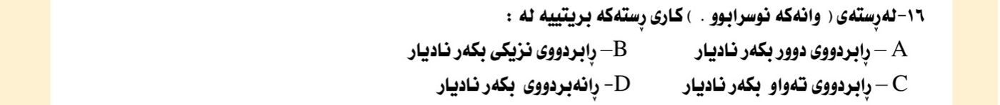 ١٦-لەڕستەی ( وانەکە نوسرابوو . ) کاری ڕستەکە بریتییە لە :
A – ڕابردووی دوور بکەر نادیار B– ڕابردووی نزیکی بکەر نادیار
C – ڕابردووی تەواو بکەر نادیار D- ڕانەبردووی بکەر نادیار